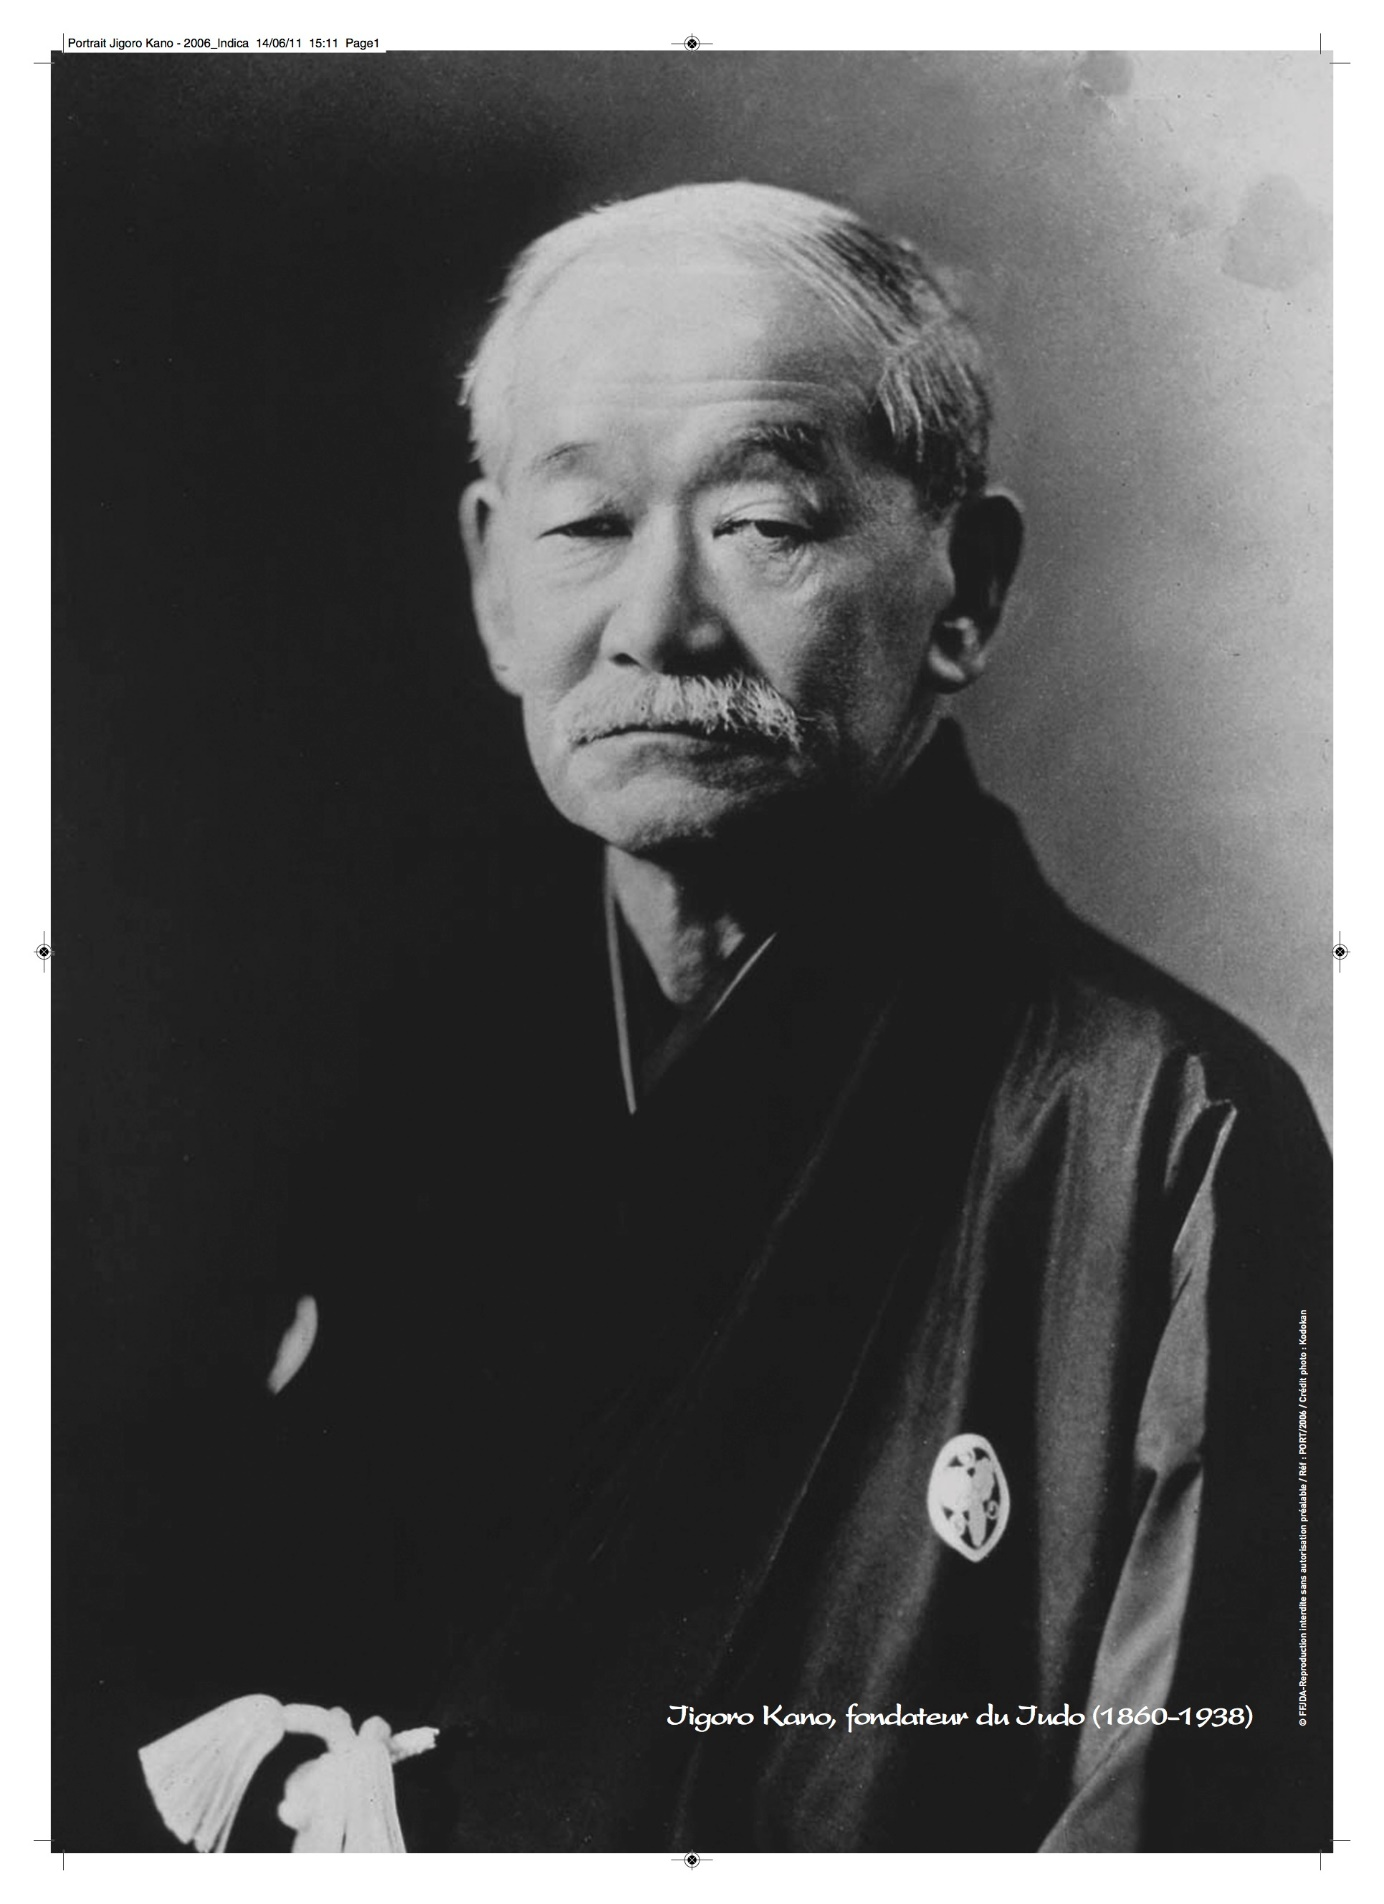 Portrait Jigoro Kano - 2006_Indica 14/06/11 15:11 Page1
Jigoro Kano, fondateur du Judo (1860-1938)
© FFJDA-Reproduction interdite sans autorisation préalable / Réf : PORT/2006 / Crédit photo : Kodokan